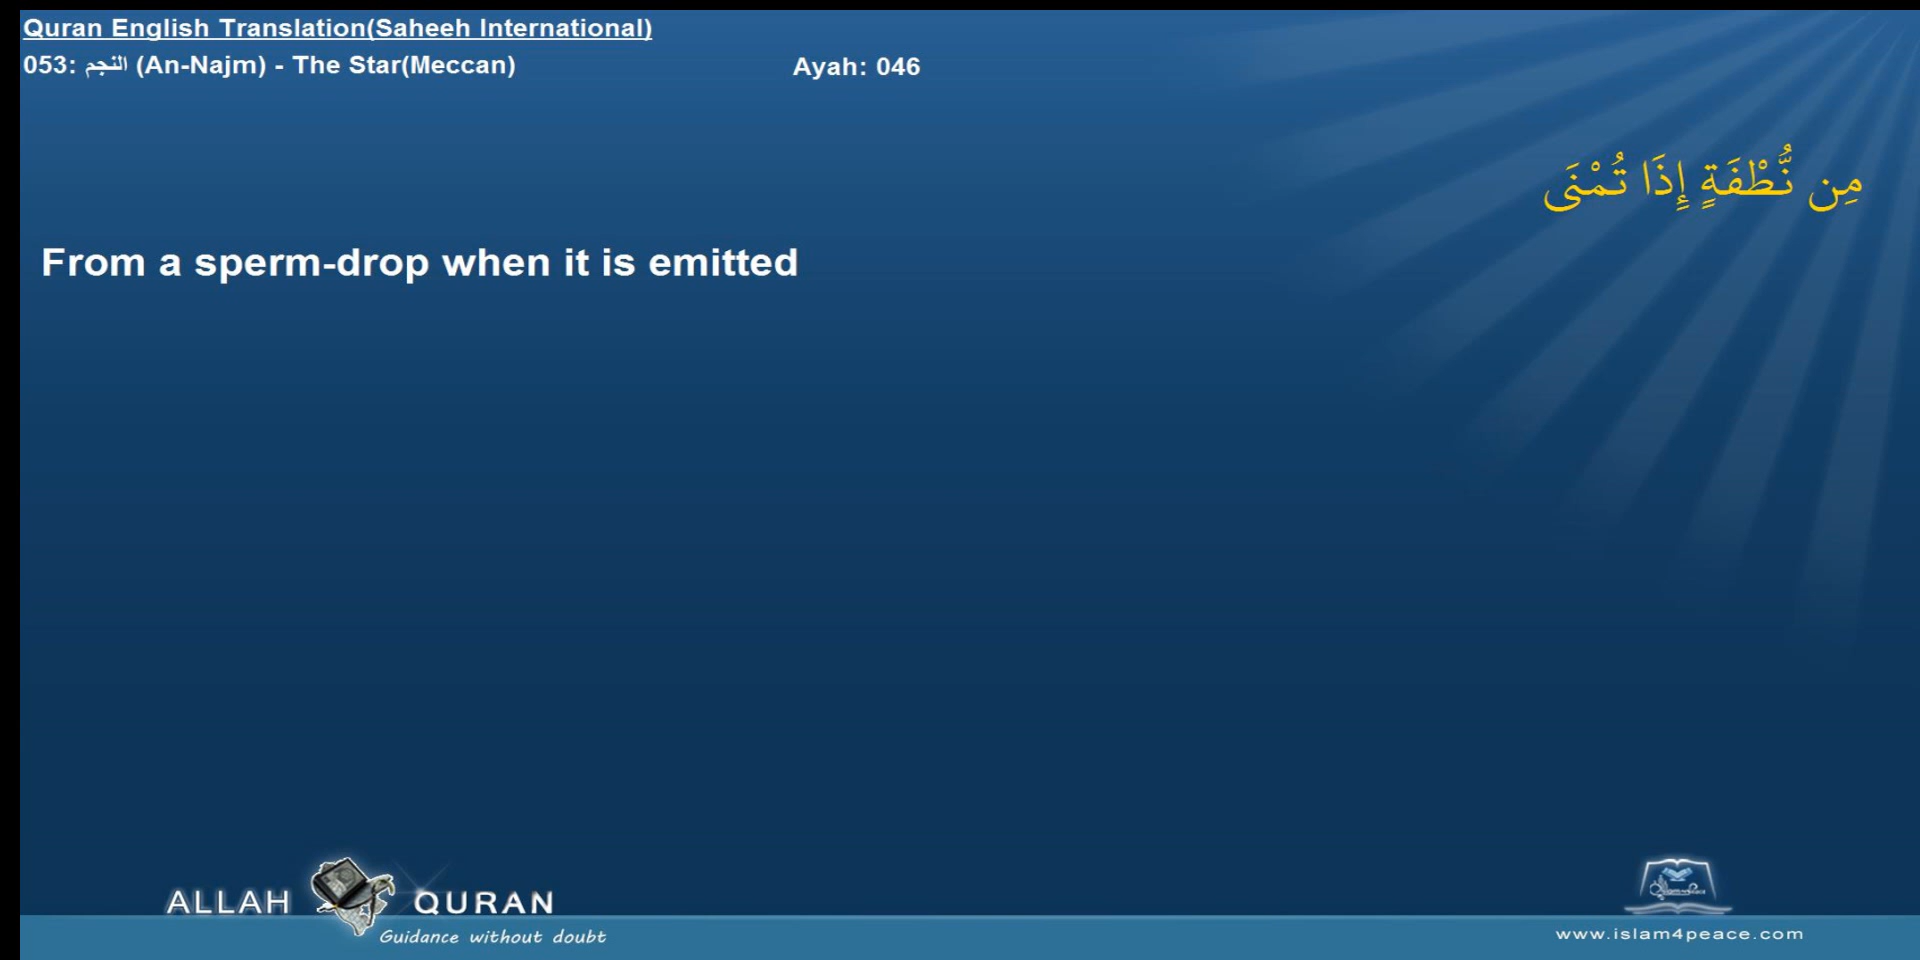 Quran English Translation(Saheeh International)
053: النجم (An-Najm) - The Star(Meccan)
Ayah: 046
مِن نُّطْفَةٍ إِذَا تُمْنَى
From a sperm-drop when it is emitted
ALLAH QURAN
Guidance without doubt
www.islam4peace.com